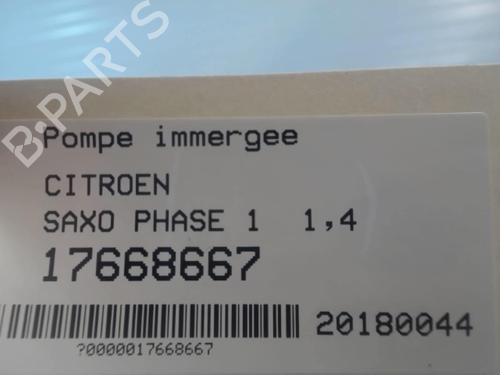 B-PARTS
Pompe immergee
CITROEN
SAXO PHASE 1 1,4
17668667
20180044
?0000017668667